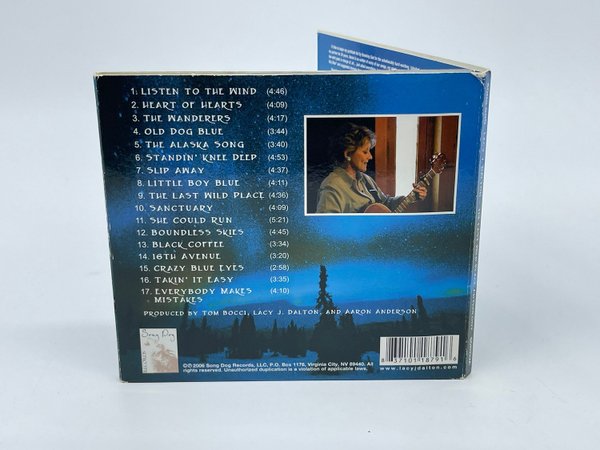 1: LISTEN TO THE WIND (4:46)
2. HEART OF HEARTS (4:09)
3. THE WANDERERS (4:17)
4. OLD DOG BLUE (3:44)
5. THE ALASKA SONG (3:40)
6. STANDIN' KNEE DEEP (4:53)
7. SLIP AWAY (4:37)
8. LITTLE BOY BLUE (4:11)
9. THE LAST WILD PLACE (4:36)
10. SANCTUARY (4:09)
11. SHE COULD RUN (5:21)
12. BOUNDLESS SKIES (4:45)
13. BLACK COFFEE (3:34)
14. 16TH AVENUE (3:20)
15. CRAZY BLUE EYES (2:58)
16. TAKIN' IT EASY (3:35)
17. EVERYBODY MAKES (4:10)
MISTAKES
PRODUCED BY TOM BOCCI, LACY J. DALTON, AND AARON ANDERSON
Song Dog
©℗ 2006 Song Dog Records, LLC, P.O. Box 1176, Virginia City, NV 89440. All
rights reserved. Unauthorized duplication is a violation of applicable laws.
8 37101 18791 6
www.lacyjdalton.com